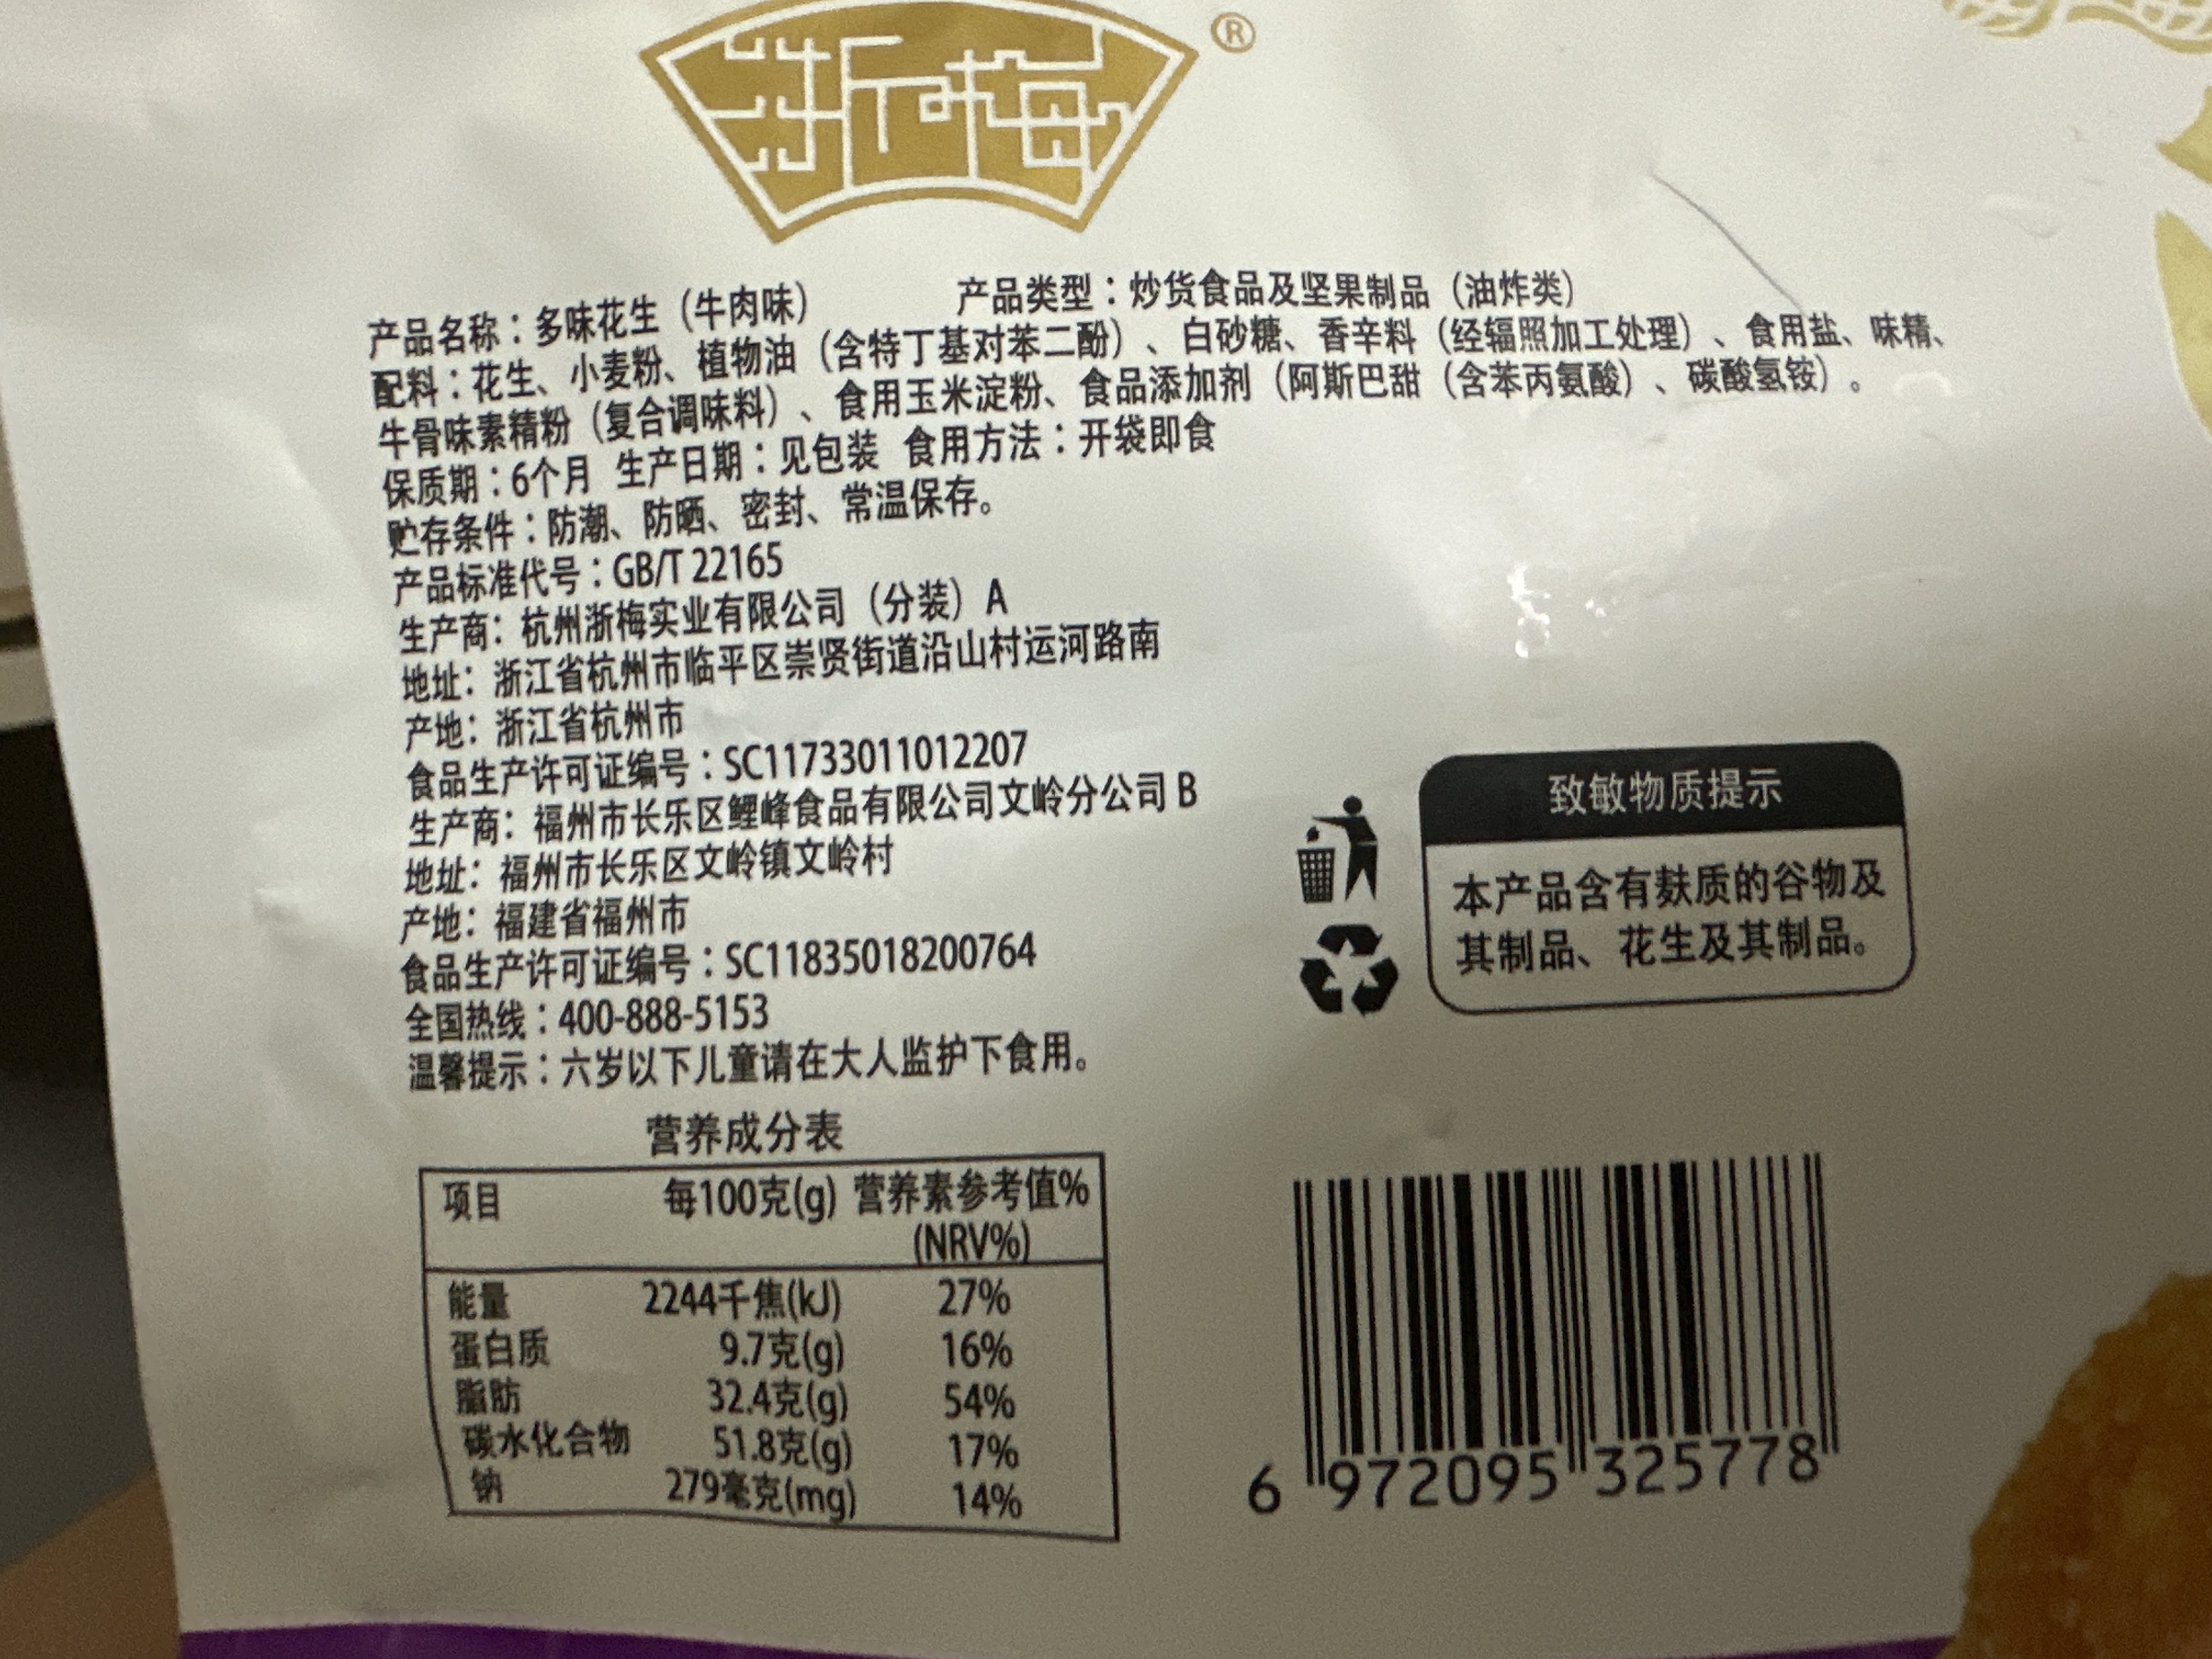 浙梅®
产品名称：多味花生（牛肉味） 产品类型：炒货食品及坚果制品（油炸类）
配料：花生、小麦粉、植物油（含特丁基对苯二酚）、白砂糖、香辛料（经辐照加工处理）、食用盐、味精、
牛骨味素精粉（复合调味料）、食用玉米淀粉、食品添加剂（阿斯巴甜（含苯丙氨酸）、碳酸氢铵）。
保质期：6个月 生产日期：见包装 食用方法：开袋即食
贮存条件：防潮、防晒、密封、常温保存。
产品标准代号：GB/T 22165
生产商：杭州浙梅实业有限公司（分装）A
地址：浙江省杭州市临平区崇贤街道沿山村运河路南
产地：浙江省杭州市
食品生产许可证编号：SC11733011012207
生产商：福州市长乐区鲤峰食品有限公司文岭分公司 B
地址：福州市长乐区文岭镇文岭村
产地：福建省福州市
食品生产许可证编号：SC11835018200764
全国热线：400-888-5153
温馨提示：六岁以下儿童请在大人监护下食用。
致敏物质提示
本产品含有麸质的谷物及
其制品、花生及其制品。
营养成分表
项目 每100克(g) 营养素参考值%
(NRV%)
能量 2244千焦(kJ) 27%
蛋白质 9.7克(g) 16%
脂肪 32.4克(g) 54%
碳水化合物 51.8克(g) 17%
钠 279毫克(mg) 14%
6 972095 325778